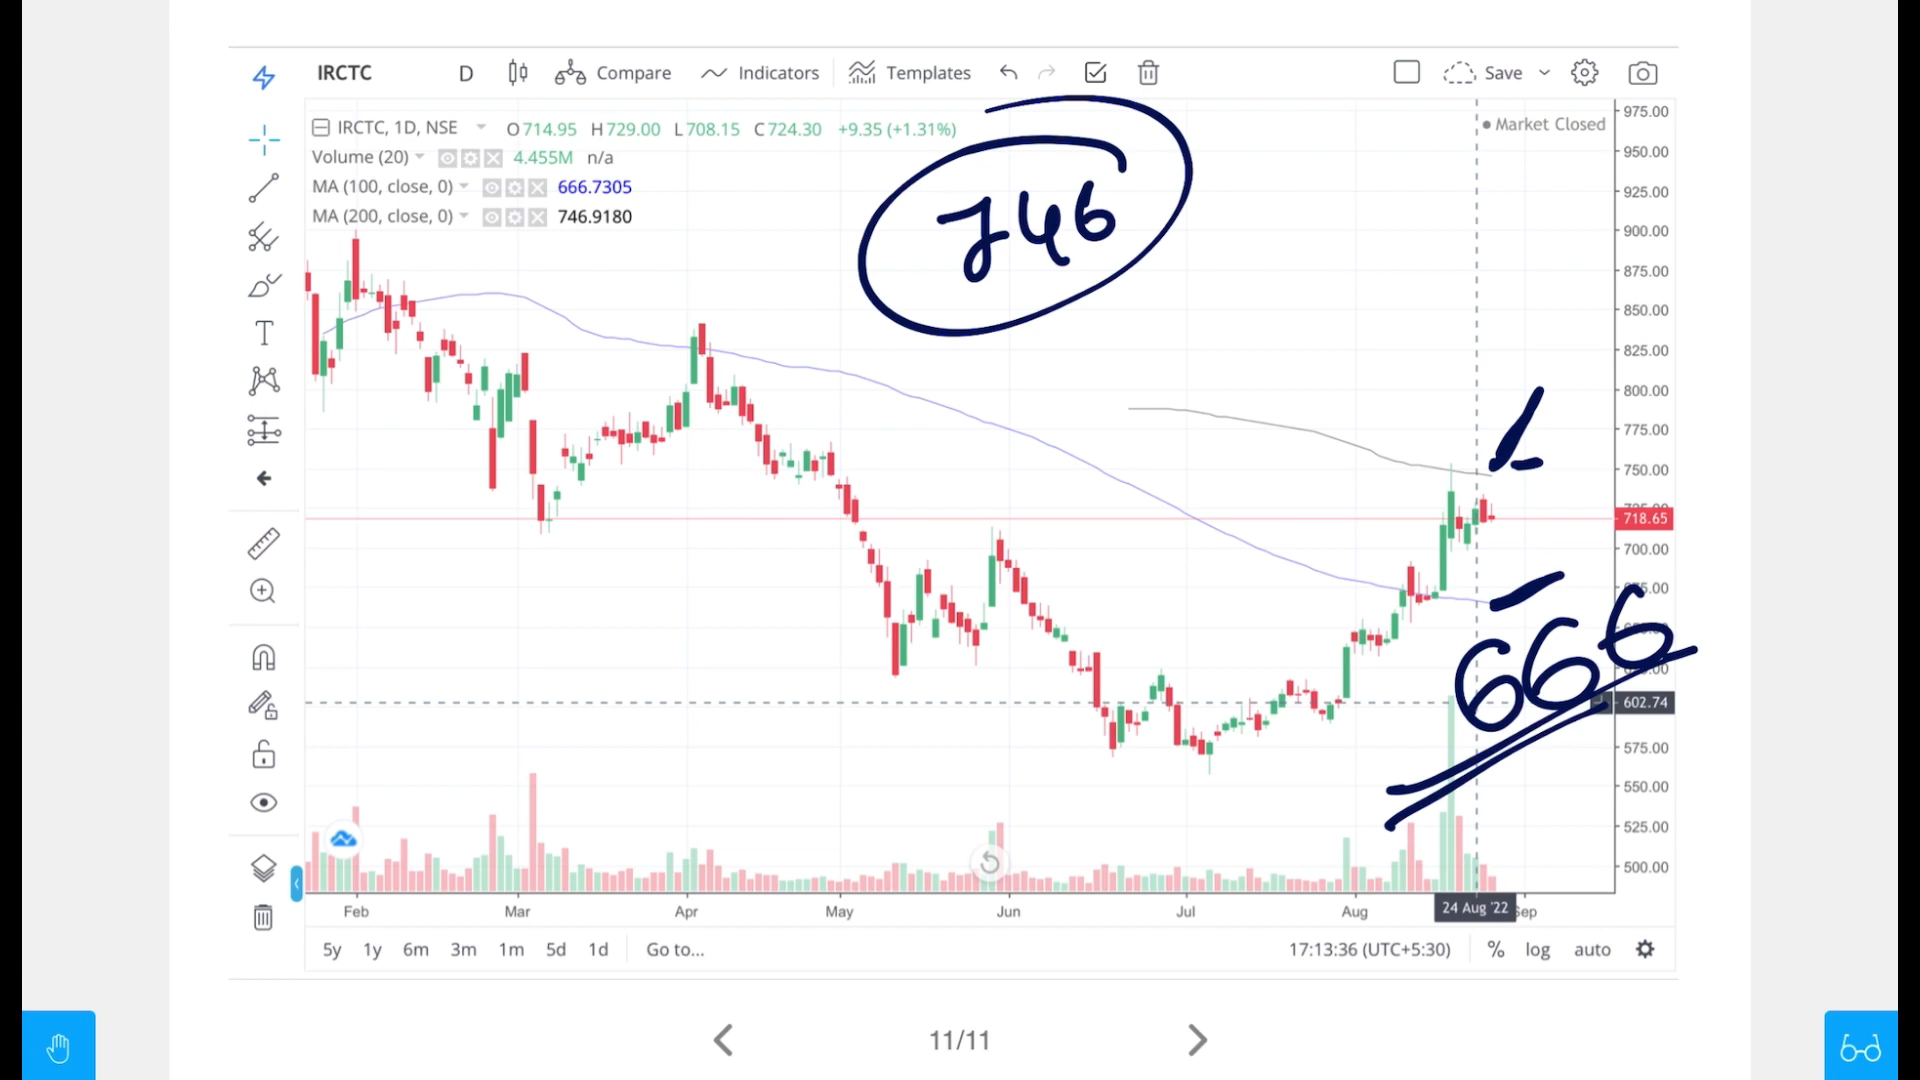 IRCTC D Compare Indicators Templates Save
IRCTC, 1D, NSE O714.95 H729.00 L708.15 C724.30 +9.35 (+1.31%)
Market Closed
Volume (20) 4.455M n/a
MA (100, close, 0) 666.7305
MA (200, close, 0) 746.9180
746
666
975.00
950.00
925.00
900.00
875.00
850.00
825.00
800.00
775.00
750.00
718.65
700.00
602.74
575.00
550.00
525.00
500.00
Feb Mar Apr May Jun Jul Aug 24 Aug '22
5y 1y 6m 3m 1m 5d 1d Go to... 17:13:36 (UTC+5:30) % log auto
11/11